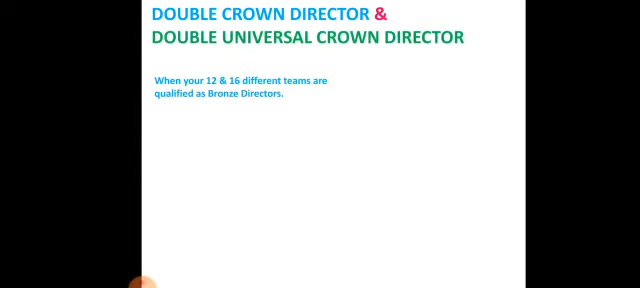 DOUBLE CROWN DIRECTOR &
DOUBLE UNIVERSAL CROWN DIRECTOR
When your 12 & 16 different teams are
qualified as Bronze Directors.